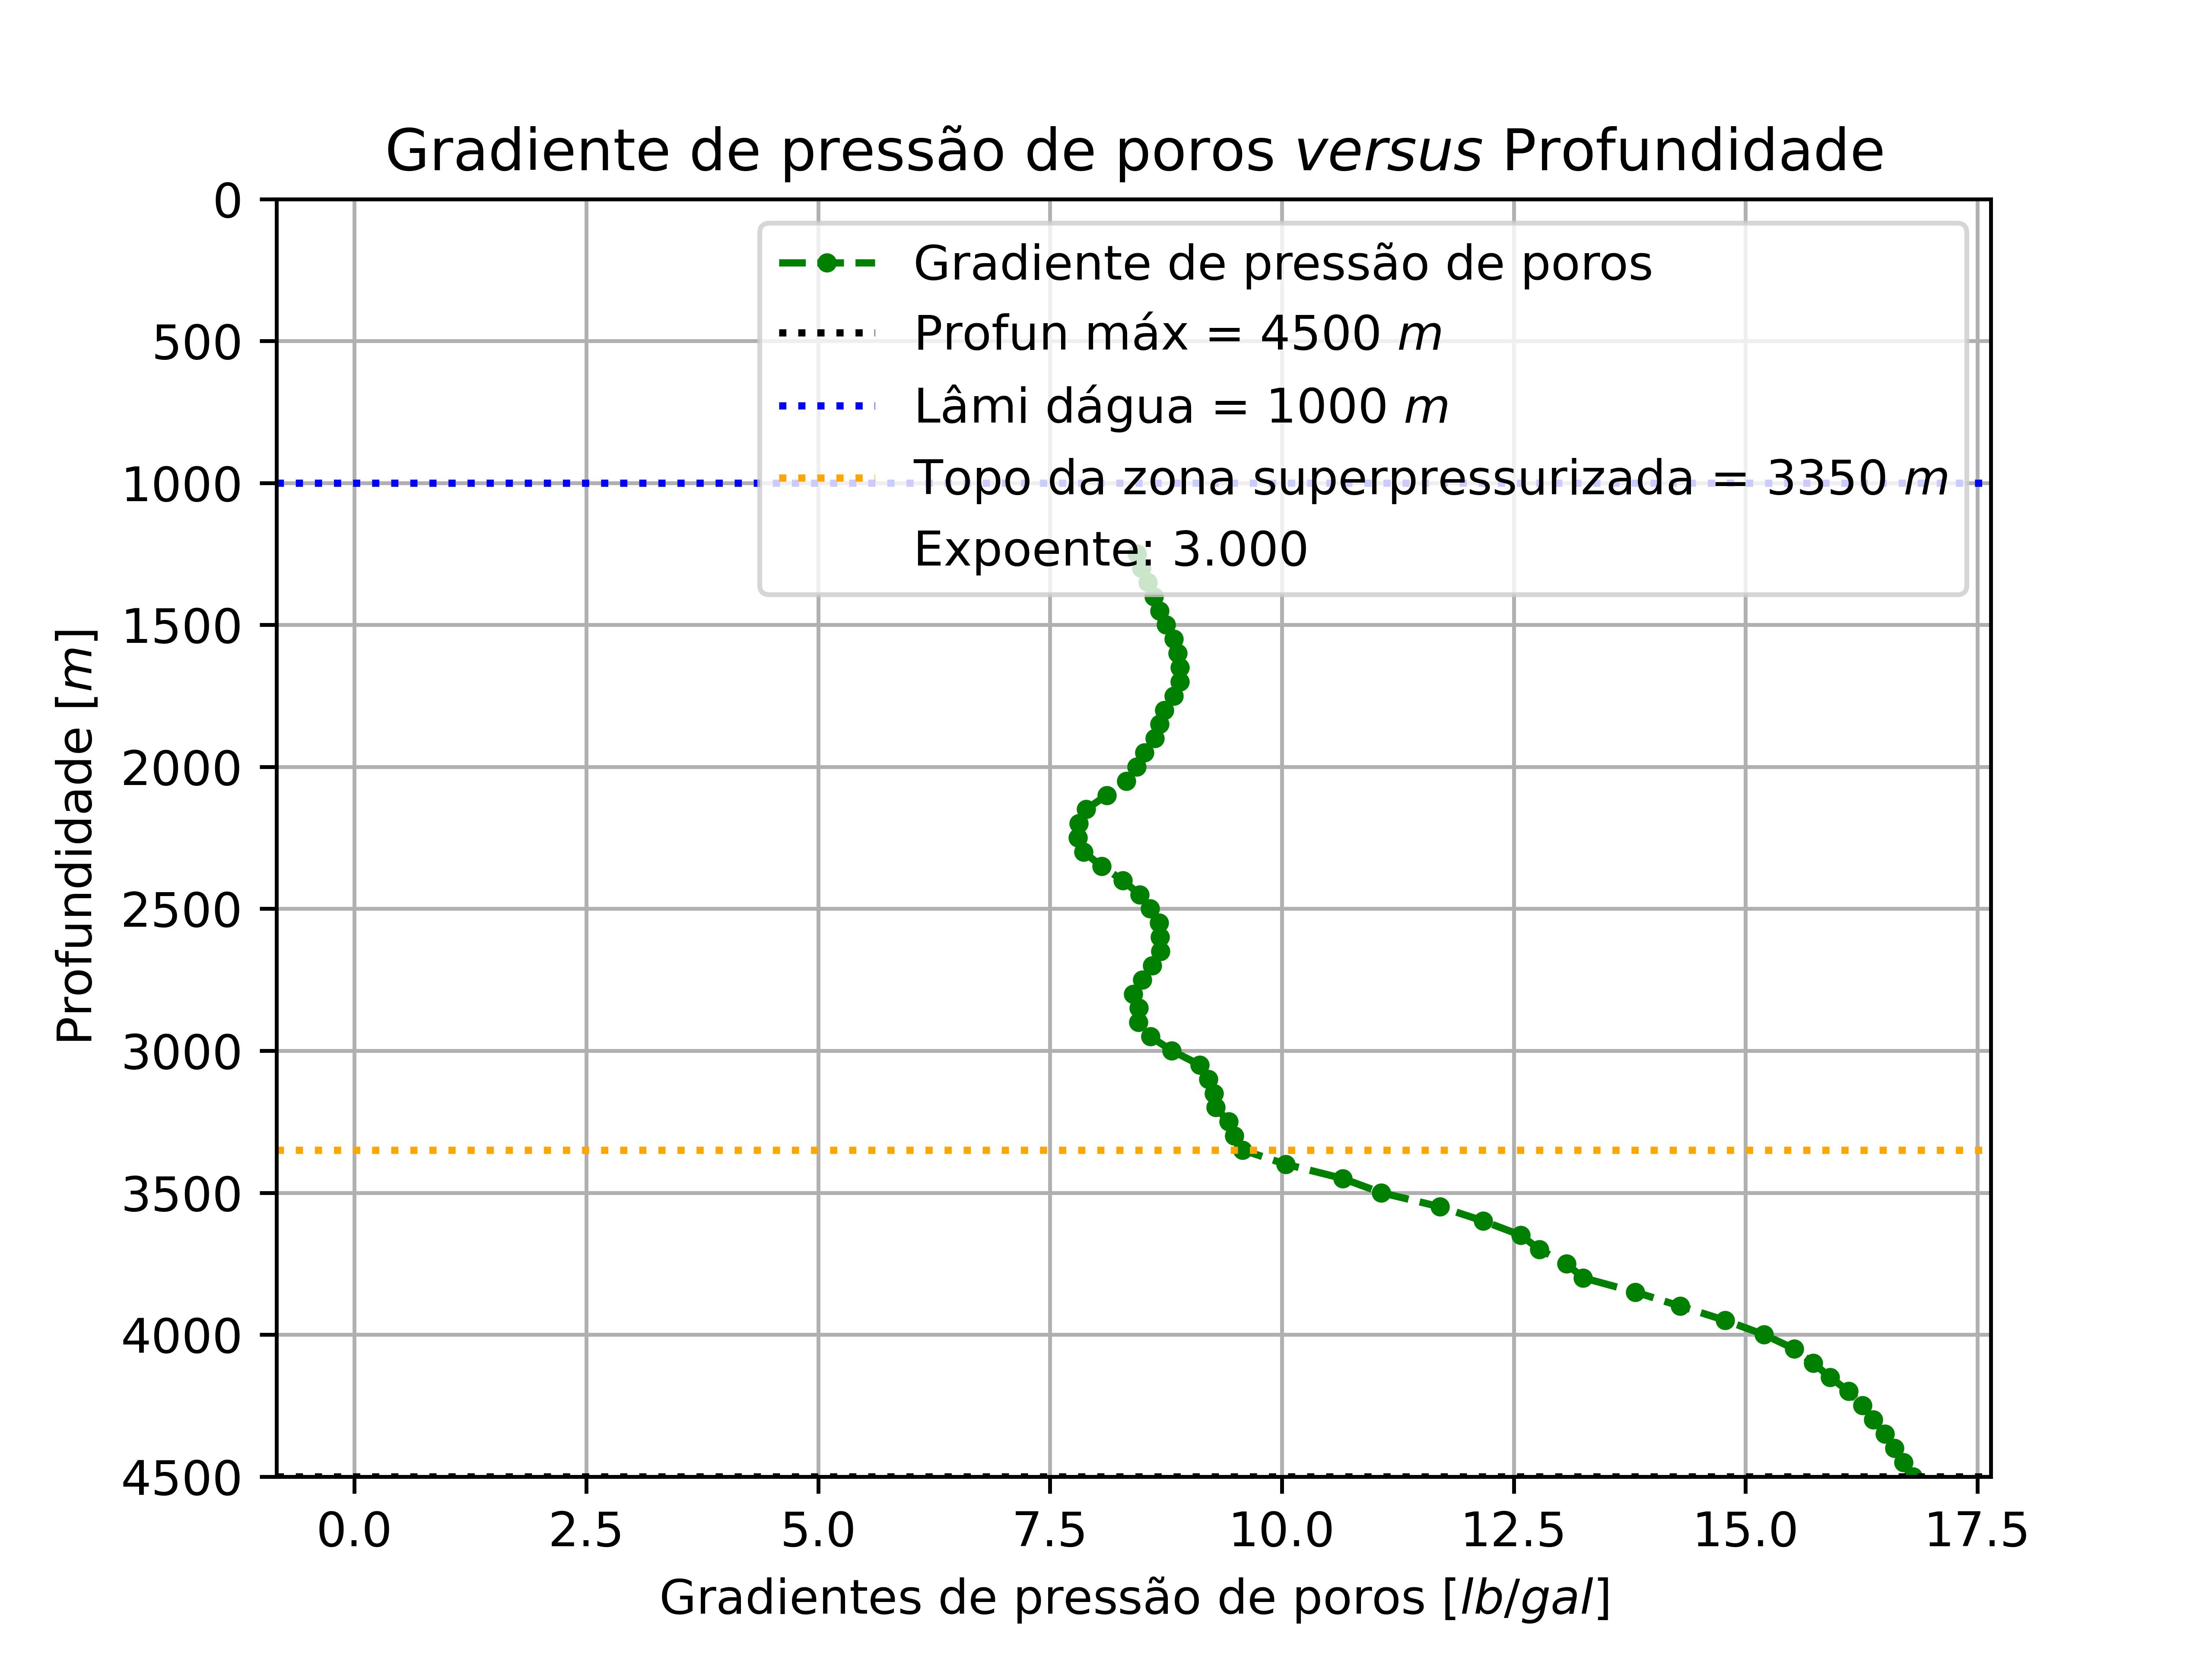 Gradiente de pressão de poros versus Profundidade
0
500
1000
1500
2000
2500
3000
3500
4000
4500
Profundidade [m]
Gradiente de pressão de poros
Profun máx = 4500 m
Lâmi dágua = 1000 m
Topo da zona superpressurizada = 3350 m
Expoente: 3.000
0.0 2.5 5.0 7.5 10.0 12.5 15.0 17.5
Gradientes de pressão de poros [lb/gal]